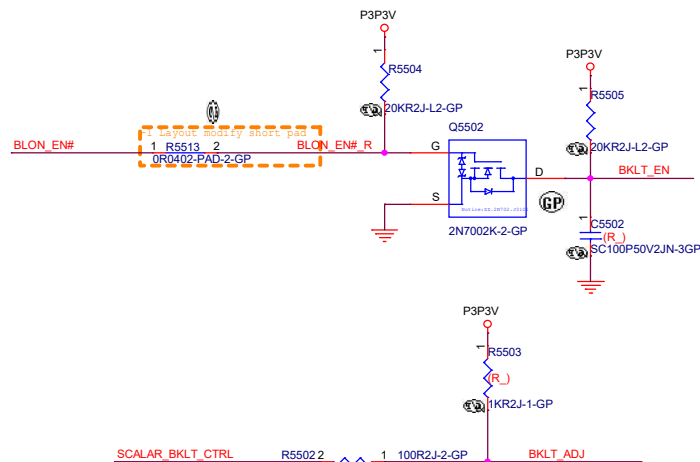 P3P3V
P3P3V
1
R5504
20KR2J-L2-GP
1
R5505
20KR2J-L2-GP
-1 Layout modify short pad
BLON_EN#
1
R5513
2
BLON_EN#_R
0R0402-PAD-2-GP
Q5502
G
D
S
BKLT_EN
GP
2N7002K-2-GP
1
C5502
(R_)
SC100P50V2JN-3GP
P3P3V
1
R5503
(R_)
1KR2J-1-GP
SCALAR_BKLT_CTRL
R5502
2
1
100R2J-2-GP
BKLT_ADJ